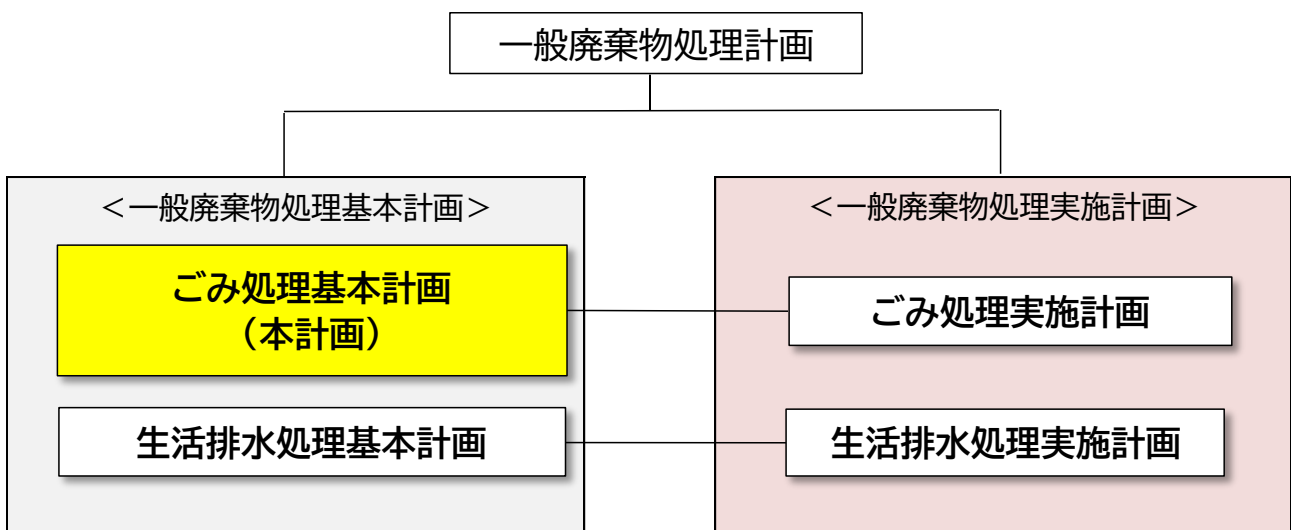 一般廃棄物処理計画
＜一般廃棄物処理基本計画＞
ごみ処理基本計画
（本計画）
生活排水処理基本計画
＜一般廃棄物処理実施計画＞
ごみ処理実施計画
生活排水処理実施計画